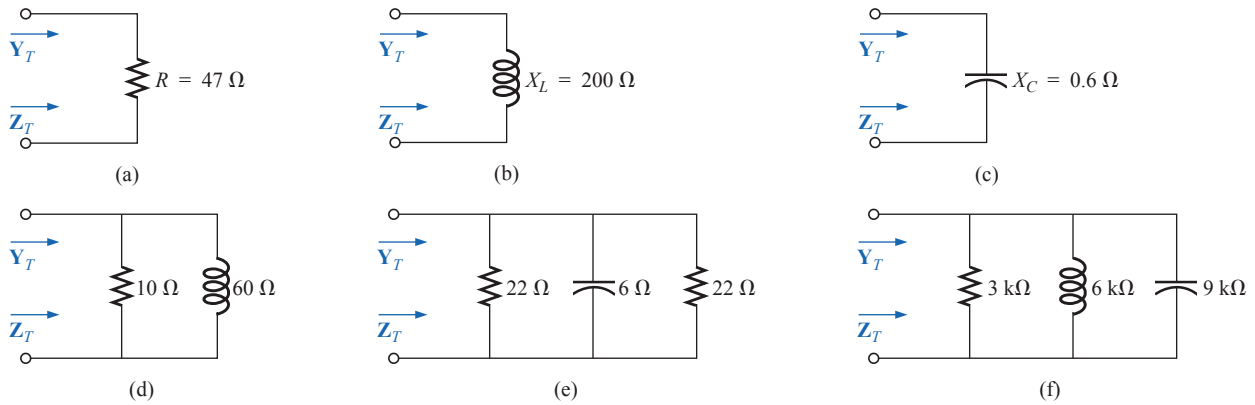 Y_T
R = 47 Ω
Z_T
(a)
Y_T
X_L = 200 Ω
Z_T
(b)
Y_T
X_C = 0.6 Ω
Z_T
(c)
Y_T
10 Ω
60 Ω
Z_T
(d)
Y_T
22 Ω
6 Ω
22 Ω
Z_T
(e)
Y_T
3 kΩ
6 kΩ
9 kΩ
Z_T
(f)